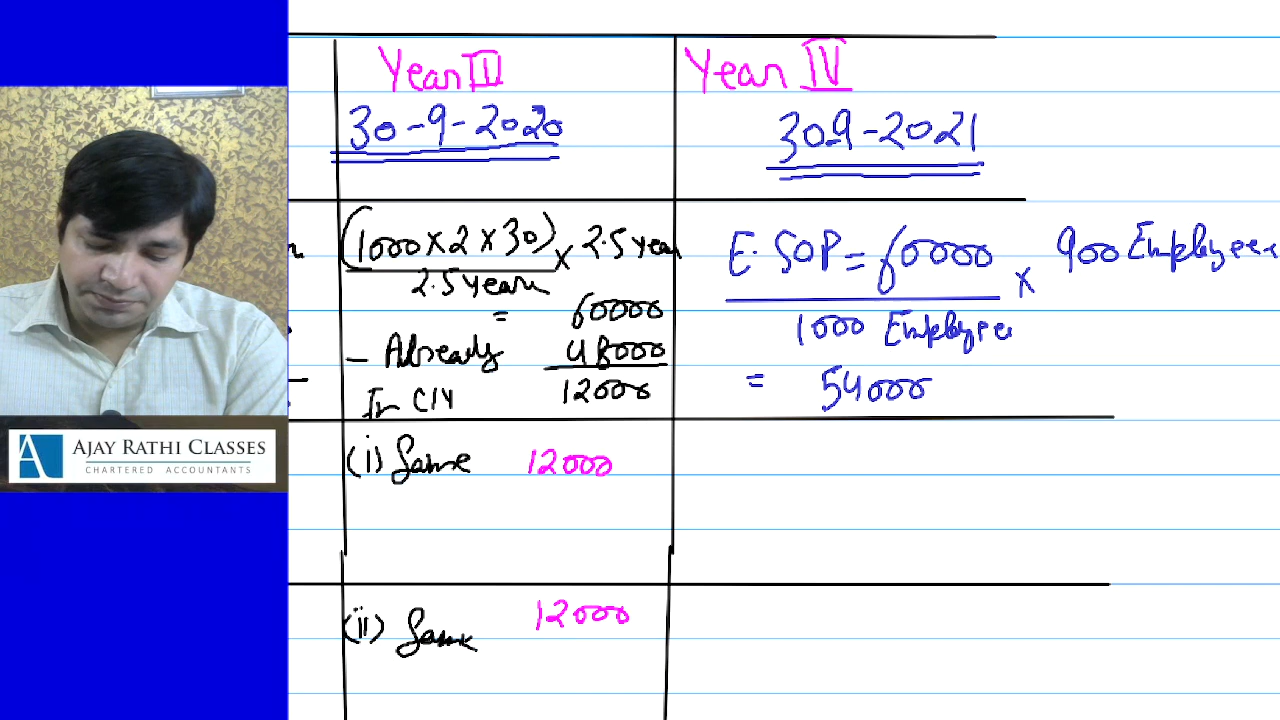 Year III
30-9-2020
(1000 × 2 × 30) × 2.5 year
2.5 years
= 60000
- Already 48000
In C/Y 12000
(i) Same 12000
(ii) Same 12000
Year IV
30.9-2021
E.SOP = 60000 × 900 Employees
1000 Employee
= 54000
AJAY RATHI CLASSES
CHARTERED ACCOUNTANTS